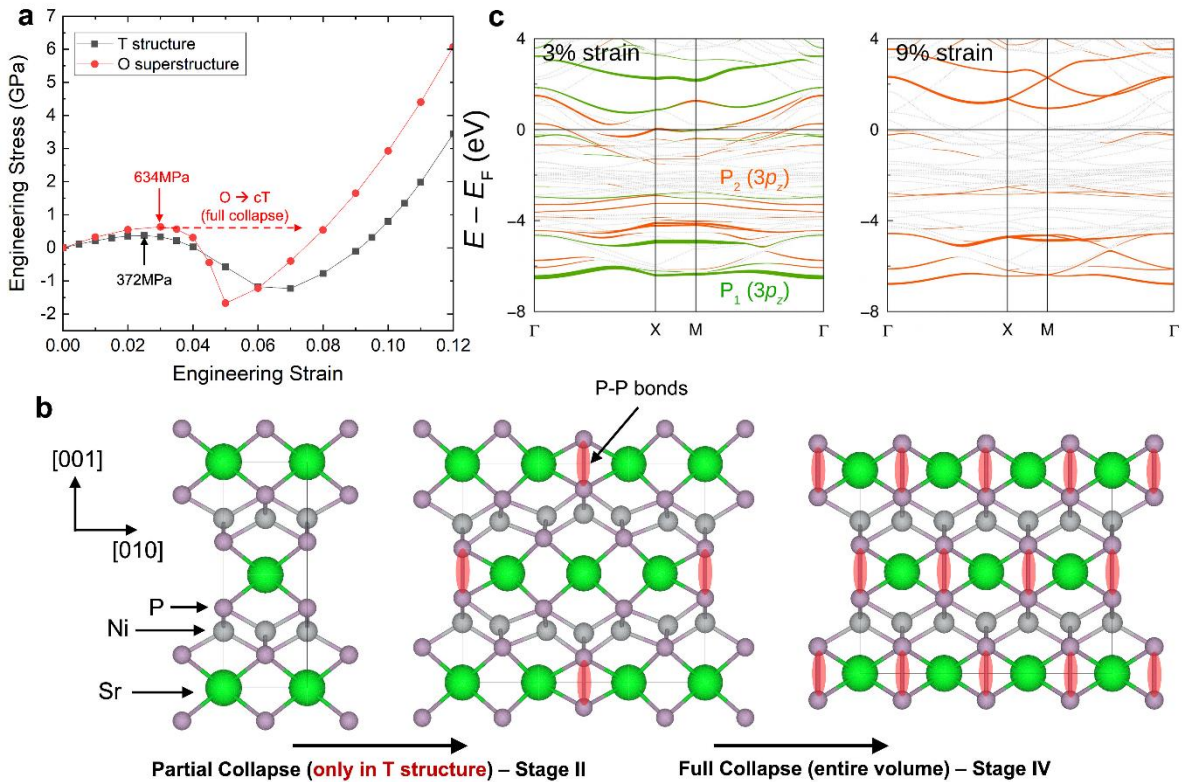 a
Engineering Stress (GPa)
7
6
5
4
3
2
1
0
-1
-2
T structure
O superstructure
634MPa
O → cT
(full collapse)
372MPa
0.00 0.02 0.04 0.06 0.08 0.10 0.12
Engineering Strain
c
E – E_F (eV)
4
0
−4
−8
3% strain
P₂ (3p_z)
P₁ (3p_z)
Γ X M Γ
9% strain
Γ X M Γ
b
P-P bonds
[001]
[010]
P
Ni
Sr
Partial Collapse (only in T structure) – Stage II
Full Collapse (entire volume) – Stage IV